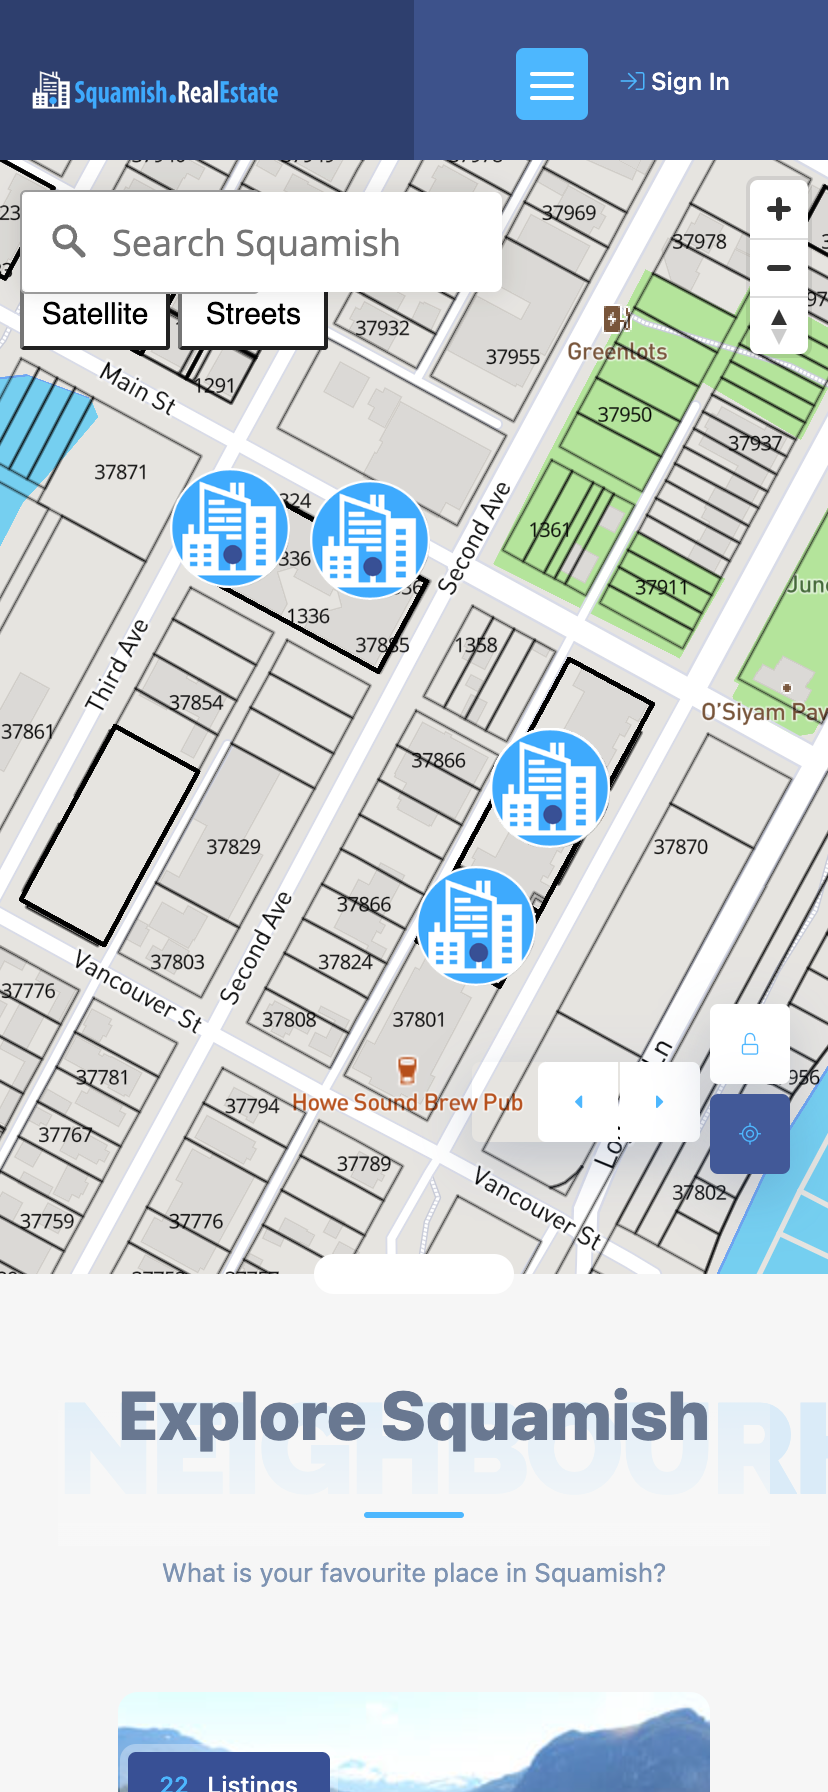 Squamish.RealEstate
Sign In
37969
37978
Search Squamish
Satellite
Streets
37932
37955
Greenlots
1291
Main St
37950
37937
37871
324
Second Ave
1361
336
37911
1336
37885
1358
Third Ave
37854
O'Siyam Pav
37861
37866
37829
37870
37866
Second Ave
37803
37824
Vancouver St
37776
37808
37801
37781
37794
Howe Sound Brew Pub
956
37767
37789
Vancouver St
37802
37759
37776
NEIGHBOURH
Explore Squamish
What is your favourite place in Squamish?
22 Listings